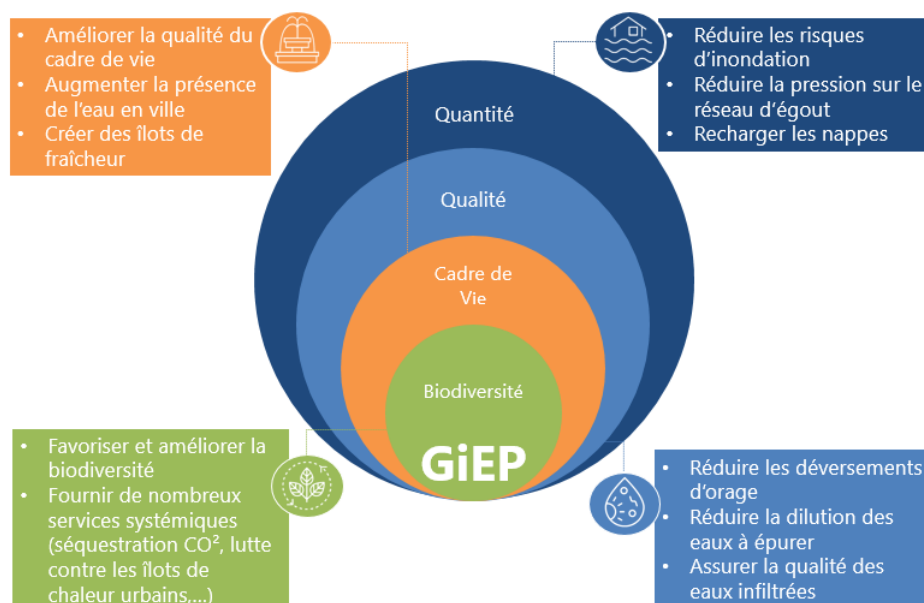 • Améliorer la qualité du
cadre de vie
• Augmenter la présence
de l'eau en ville
• Créer des îlots de
fraîcheur
• Réduire les risques
d'inondation
• Réduire la pression sur le
réseau d'égout
• Recharger les nappes
Quantité
Qualité
Cadre de
Vie
Biodiversité
GiEP
• Favoriser et améliorer la
biodiversité
• Fournir de nombreux
services systémiques
(séquestration CO², lutte
contre les îlots de
chaleur urbains,...)
• Réduire les déversements
d'orage
• Réduire la dilution des
eaux à épurer
• Assurer la qualité des
eaux infiltrées